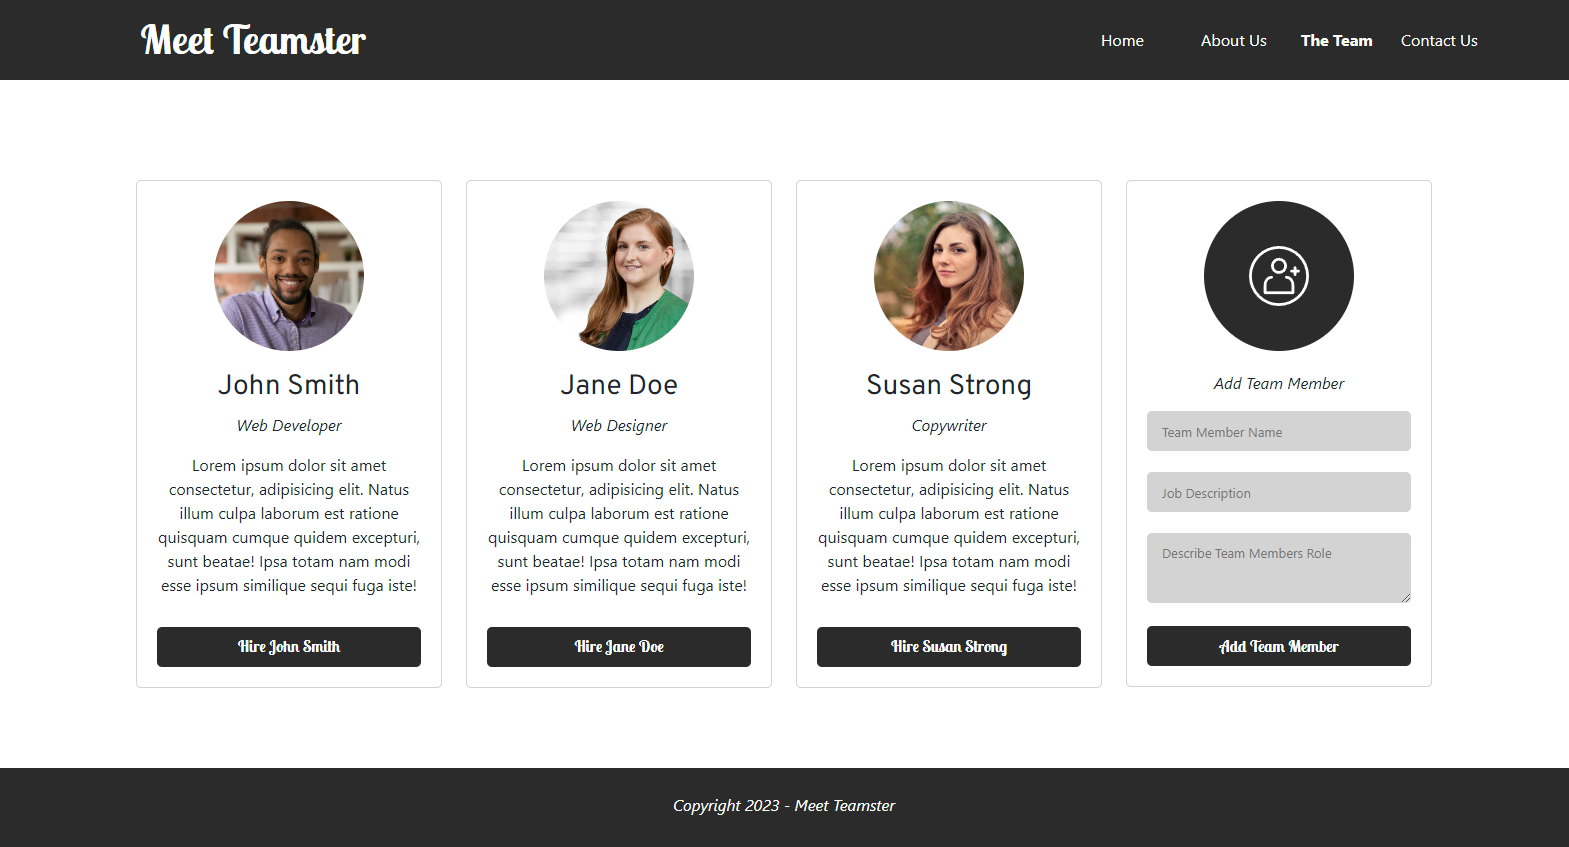 Meet Teamster
Home About Us The Team Contact Us
John Smith
Web Developer
Lorem ipsum dolor sit amet
consectetur, adipisicing elit. Natus
illum culpa laborum est ratione
quisquam cumque quidem excepturi,
sunt beatae! Ipsa totam nam modi
esse ipsum similique sequi fuga iste!
Hire John Smith
Jane Doe
Web Designer
Lorem ipsum dolor sit amet
consectetur, adipisicing elit. Natus
illum culpa laborum est ratione
quisquam cumque quidem excepturi,
sunt beatae! Ipsa totam nam modi
esse ipsum similique sequi fuga iste!
Hire Jane Doe
Susan Strong
Copywriter
Lorem ipsum dolor sit amet
consectetur, adipisicing elit. Natus
illum culpa laborum est ratione
quisquam cumque quidem excepturi,
sunt beatae! Ipsa totam nam modi
esse ipsum similique sequi fuga iste!
Hire Susan Strong
Add Team Member
Team Member Name
Job Description
Describe Team Members Role
Add Team Member
Copyright 2023 - Meet Teamster